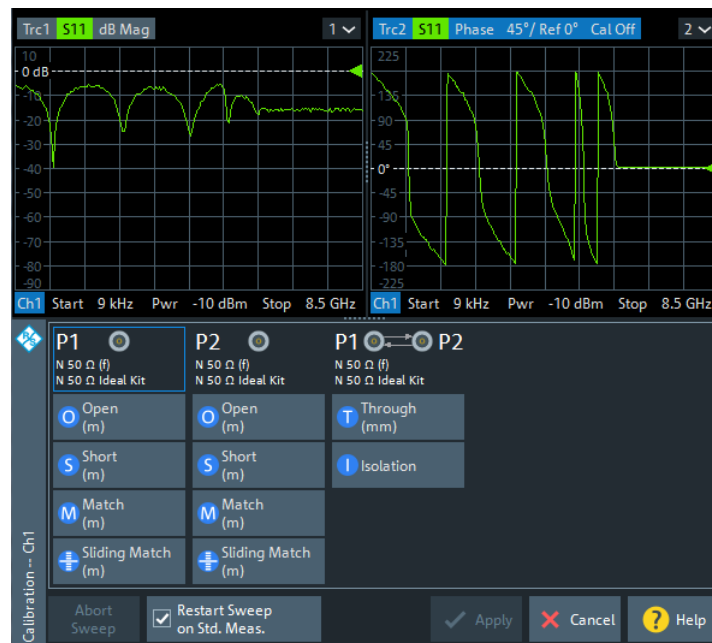 Trc1 S11 dB Mag 1
10
0 dB
-10
-20
-30
-40
-50
-60
-70
-80
-90
Ch1 Start 9 kHz Pwr -10 dBm Stop 8.5 GHz
Trc2 S11 Phase 45°/ Ref 0° Cal Off 2
225
180
135
90
45
0°
-45
-90
-135
-180
-225
Ch1 Start 9 kHz Pwr -10 dBm Stop 8.5 GHz
P1
N 50 Ω (f)
N 50 Ω Ideal Kit
Open
(m)
Short
(m)
Match
(m)
Sliding Match
(m)
P2
N 50 Ω (f)
N 50 Ω Ideal Kit
Open
(m)
Short
(m)
Match
(m)
Sliding Match
(m)
P1 P2
N 50 Ω (f)
N 50 Ω Ideal Kit
Through
(mm)
Isolation
O
S
M
O
S
M
T
I
Calibration -- Ch1
Abort
Sweep
Restart Sweep
on Std. Meas.
Apply
Cancel
? Help